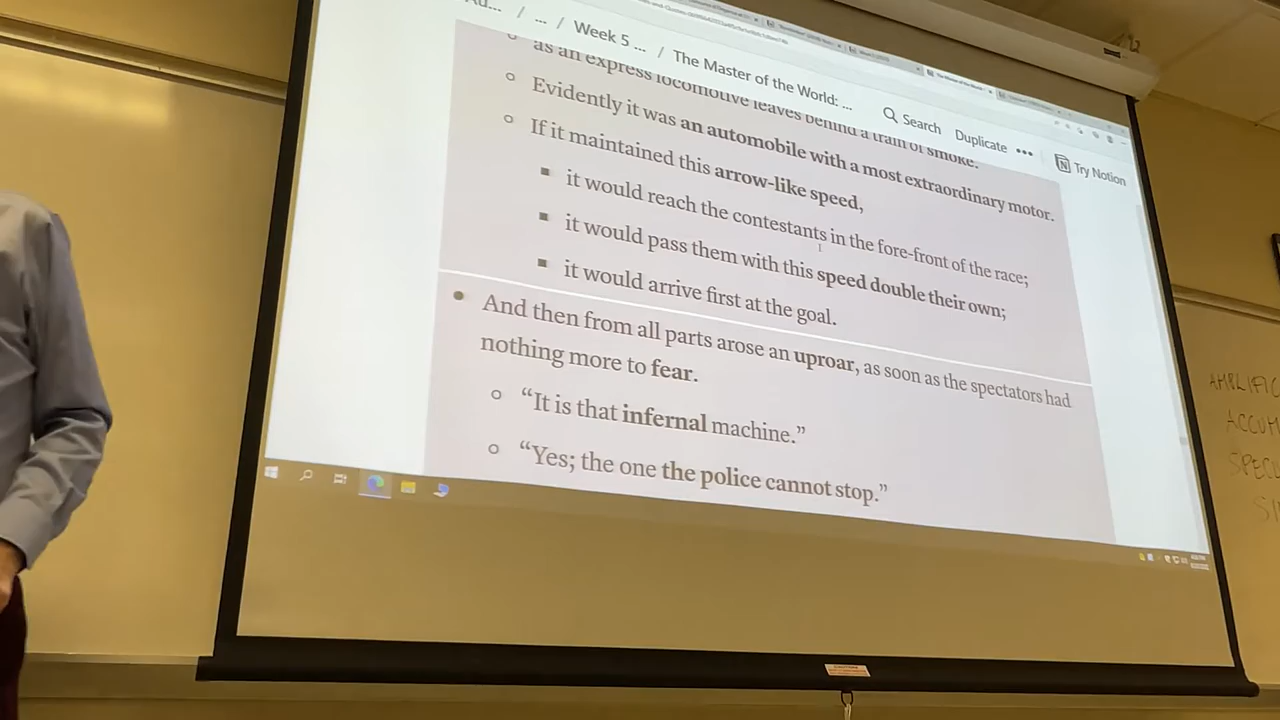 / ... / Week 5 ... / The Master of the World: ...
Search Duplicate ••• Try Notion
as an express locomotive leaves behind a train of smoke.
Evidently it was an automobile with a most extraordinary motor.
If it maintained this arrow-like speed,
it would reach the contestants in the fore-front of the race;
it would pass them with this speed double their own;
it would arrive first at the goal.
And then from all parts arose an uproar, as soon as the spectators had
nothing more to fear.
“It is that infernal machine.”
“Yes; the one the police cannot stop.”
AMPLIFIC
ACCUM
SPEC